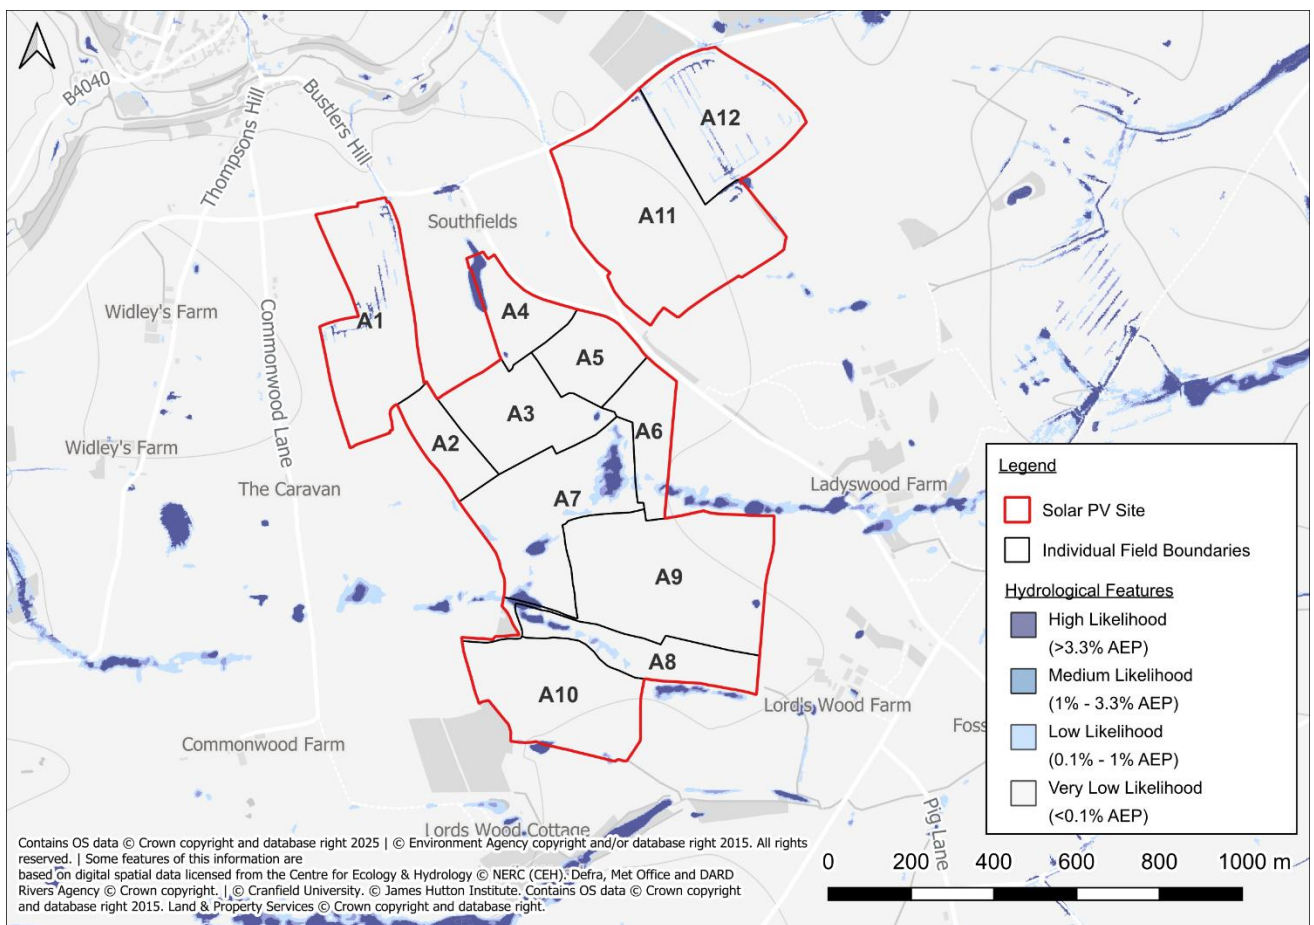 B4040
Thompsons Hill
Bustlers Hill
A12
A11
Southfields
A1
A4
Widley's Farm
Commonwood Lane
A5
A3
A6
A2
Widley's Farm
The Caravan
A7
Ladyswood Farm
A9
A8
A10
Lord's Wood Farm
Commonwood Farm
Foss
Pig Lane
Lords Wood Cottage
Legend
Solar PV Site
Individual Field Boundaries
Hydrological Features
High Likelihood
(>3.3% AEP)
Medium Likelihood
(1% - 3.3% AEP)
Low Likelihood
(0.1% - 1% AEP)
Very Low Likelihood
(<0.1% AEP)
Contains OS data © Crown copyright and database right 2025 | © Environment Agency copyright and/or database right 2015. All rights
reserved. | Some features of this information are
based on digital spatial data licensed from the Centre for Ecology & Hydrology © NERC (CEH). Defra, Met Office and DARD
Rivers Agency © Crown copyright. | © Cranfield University. © James Hutton Institute. Contains OS data © Crown copyright
and database right 2015. Land & Property Services © Crown copyright and database right.
0 200 400 600 800 1000 m